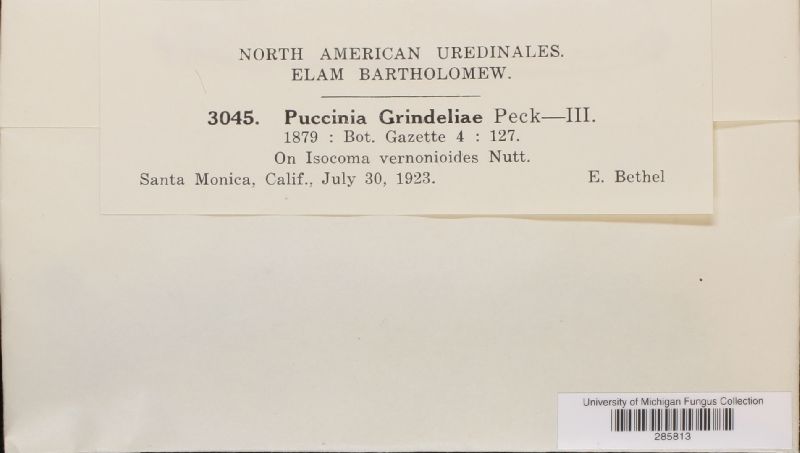 NORTH AMERICAN UREDINALES.
ELAM BARTHOLOMEW.
3045. Puccinia Grindeliae Peck—III.
1879 : Bot. Gazette 4 : 127.
On Isocoma vernonioides Nutt.
Santa Monica, Calif., July 30, 1923. E. Bethel
University of Michigan Fungus Collection
285813